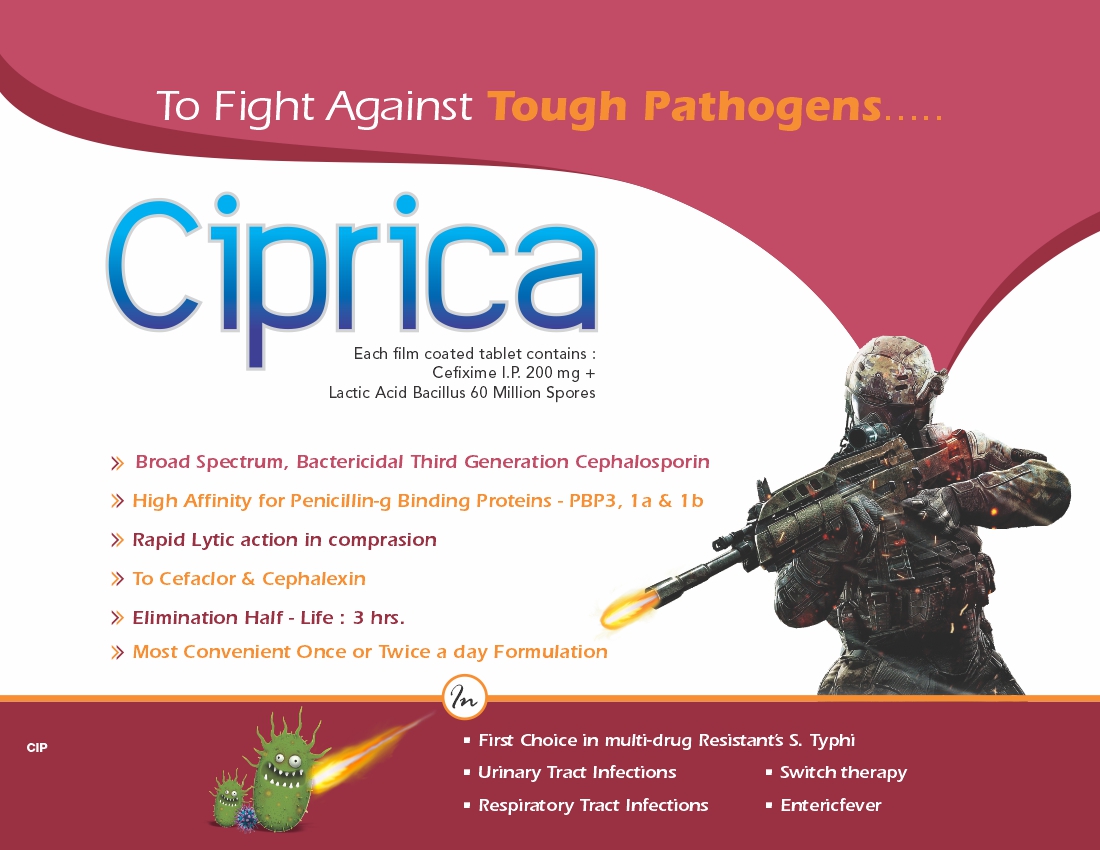 To Fight Against Tough Pathogens.....
Ciprica
Each film coated tablet contains :
Cefixime I.P. 200 mg +
Lactic Acid Bacillus 60 Million Spores
Broad Spectrum, Bactericidal Third Generation Cephalosporin
High Affinity for Penicillin-g Binding Proteins - PBP3, 1a & 1b
Rapid Lytic action in comprasion
To Cefaclor & Cephalexin
Elimination Half - Life : 3 hrs.
Most Convenient Once or Twice a day Formulation
In
CIP
▪ First Choice in multi-drug Resistant's S. Typhi
▪ Urinary Tract Infections ▪ Switch therapy
▪ Respiratory Tract Infections ▪ Entericfever